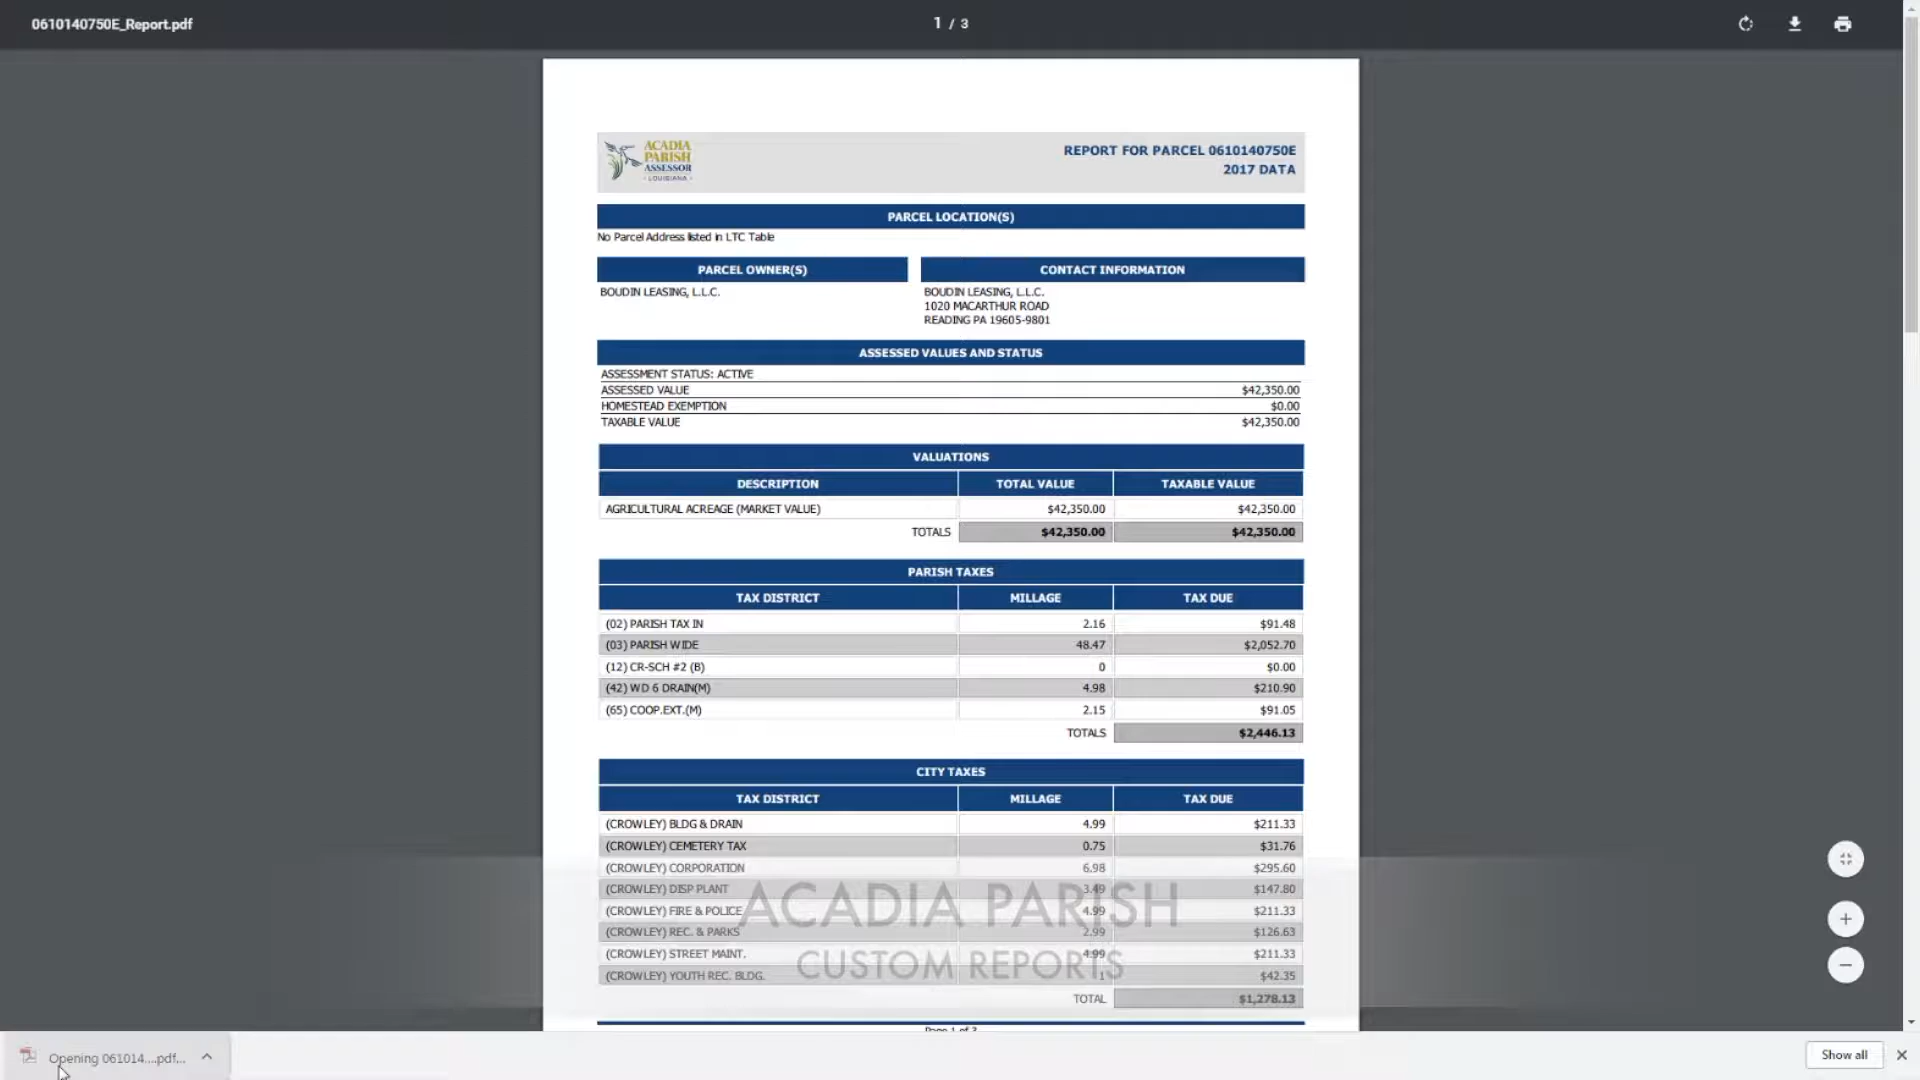 0610140750E_Report.pdf
1 / 3
ACADIA
PARISH
ASSESSOR
LOUISIANA
REPORT FOR PARCEL 0610140750E
2017 DATA
PARCEL LOCATION(S)
No Parcel Address listed in LTC Table
PARCEL OWNER(S)
BOUDIN LEASING, L.L.C.
CONTACT INFORMATION
BOUDIN LEASING, L.L.C.
1020 MACARTHUR ROAD
READING PA 19605-9801
ASSESSED VALUES AND STATUS
ASSESSMENT STATUS: ACTIVE
ASSESSED VALUE $42,350.00
HOMESTEAD EXEMPTION $0.00
TAXABLE VALUE $42,350.00
VALUATIONS
DESCRIPTION TOTAL VALUE TAXABLE VALUE
AGRICULTURAL ACREAGE (MARKET VALUE) $42,350.00 $42,350.00
TOTALS $42,350.00 $42,350.00
PARISH TAXES
TAX DISTRICT MILLAGE TAX DUE
(02) PARISH TAX IN 2.16 $91.48
(03) PARISH WIDE 48.47 $2,052.70
(12) CR-SCH #2 (B) 0 $0.00
(42) WD 6 DRAIN(M) 4.98 $210.90
(65) COOP.EXT.(M) 2.15 $91.05
TOTALS $2,446.13
CITY TAXES
TAX DISTRICT MILLAGE TAX DUE
(CROWLEY) BLDG & DRAIN 4.99 $211.33
(CROWLEY) CEMETERY TAX 0.75 $31.76
(CROWLEY) CORPORATION 6.98 $295.60
(CROWLEY) DISP PLANT 3.49 $147.80
(CROWLEY) FIRE & POLICE 4.99 $211.33
(CROWLEY) REC. & PARKS 2.99 $126.63
(CROWLEY) STREET MAINT. 4.99 $211.33
(CROWLEY) YOUTH REC. BLDG. 1 $42.35
TOTAL $1,278.13
ACADIA PARISH
CUSTOM REPORTS
Page 1 of 3
Opening 061014....pdf...
Show all